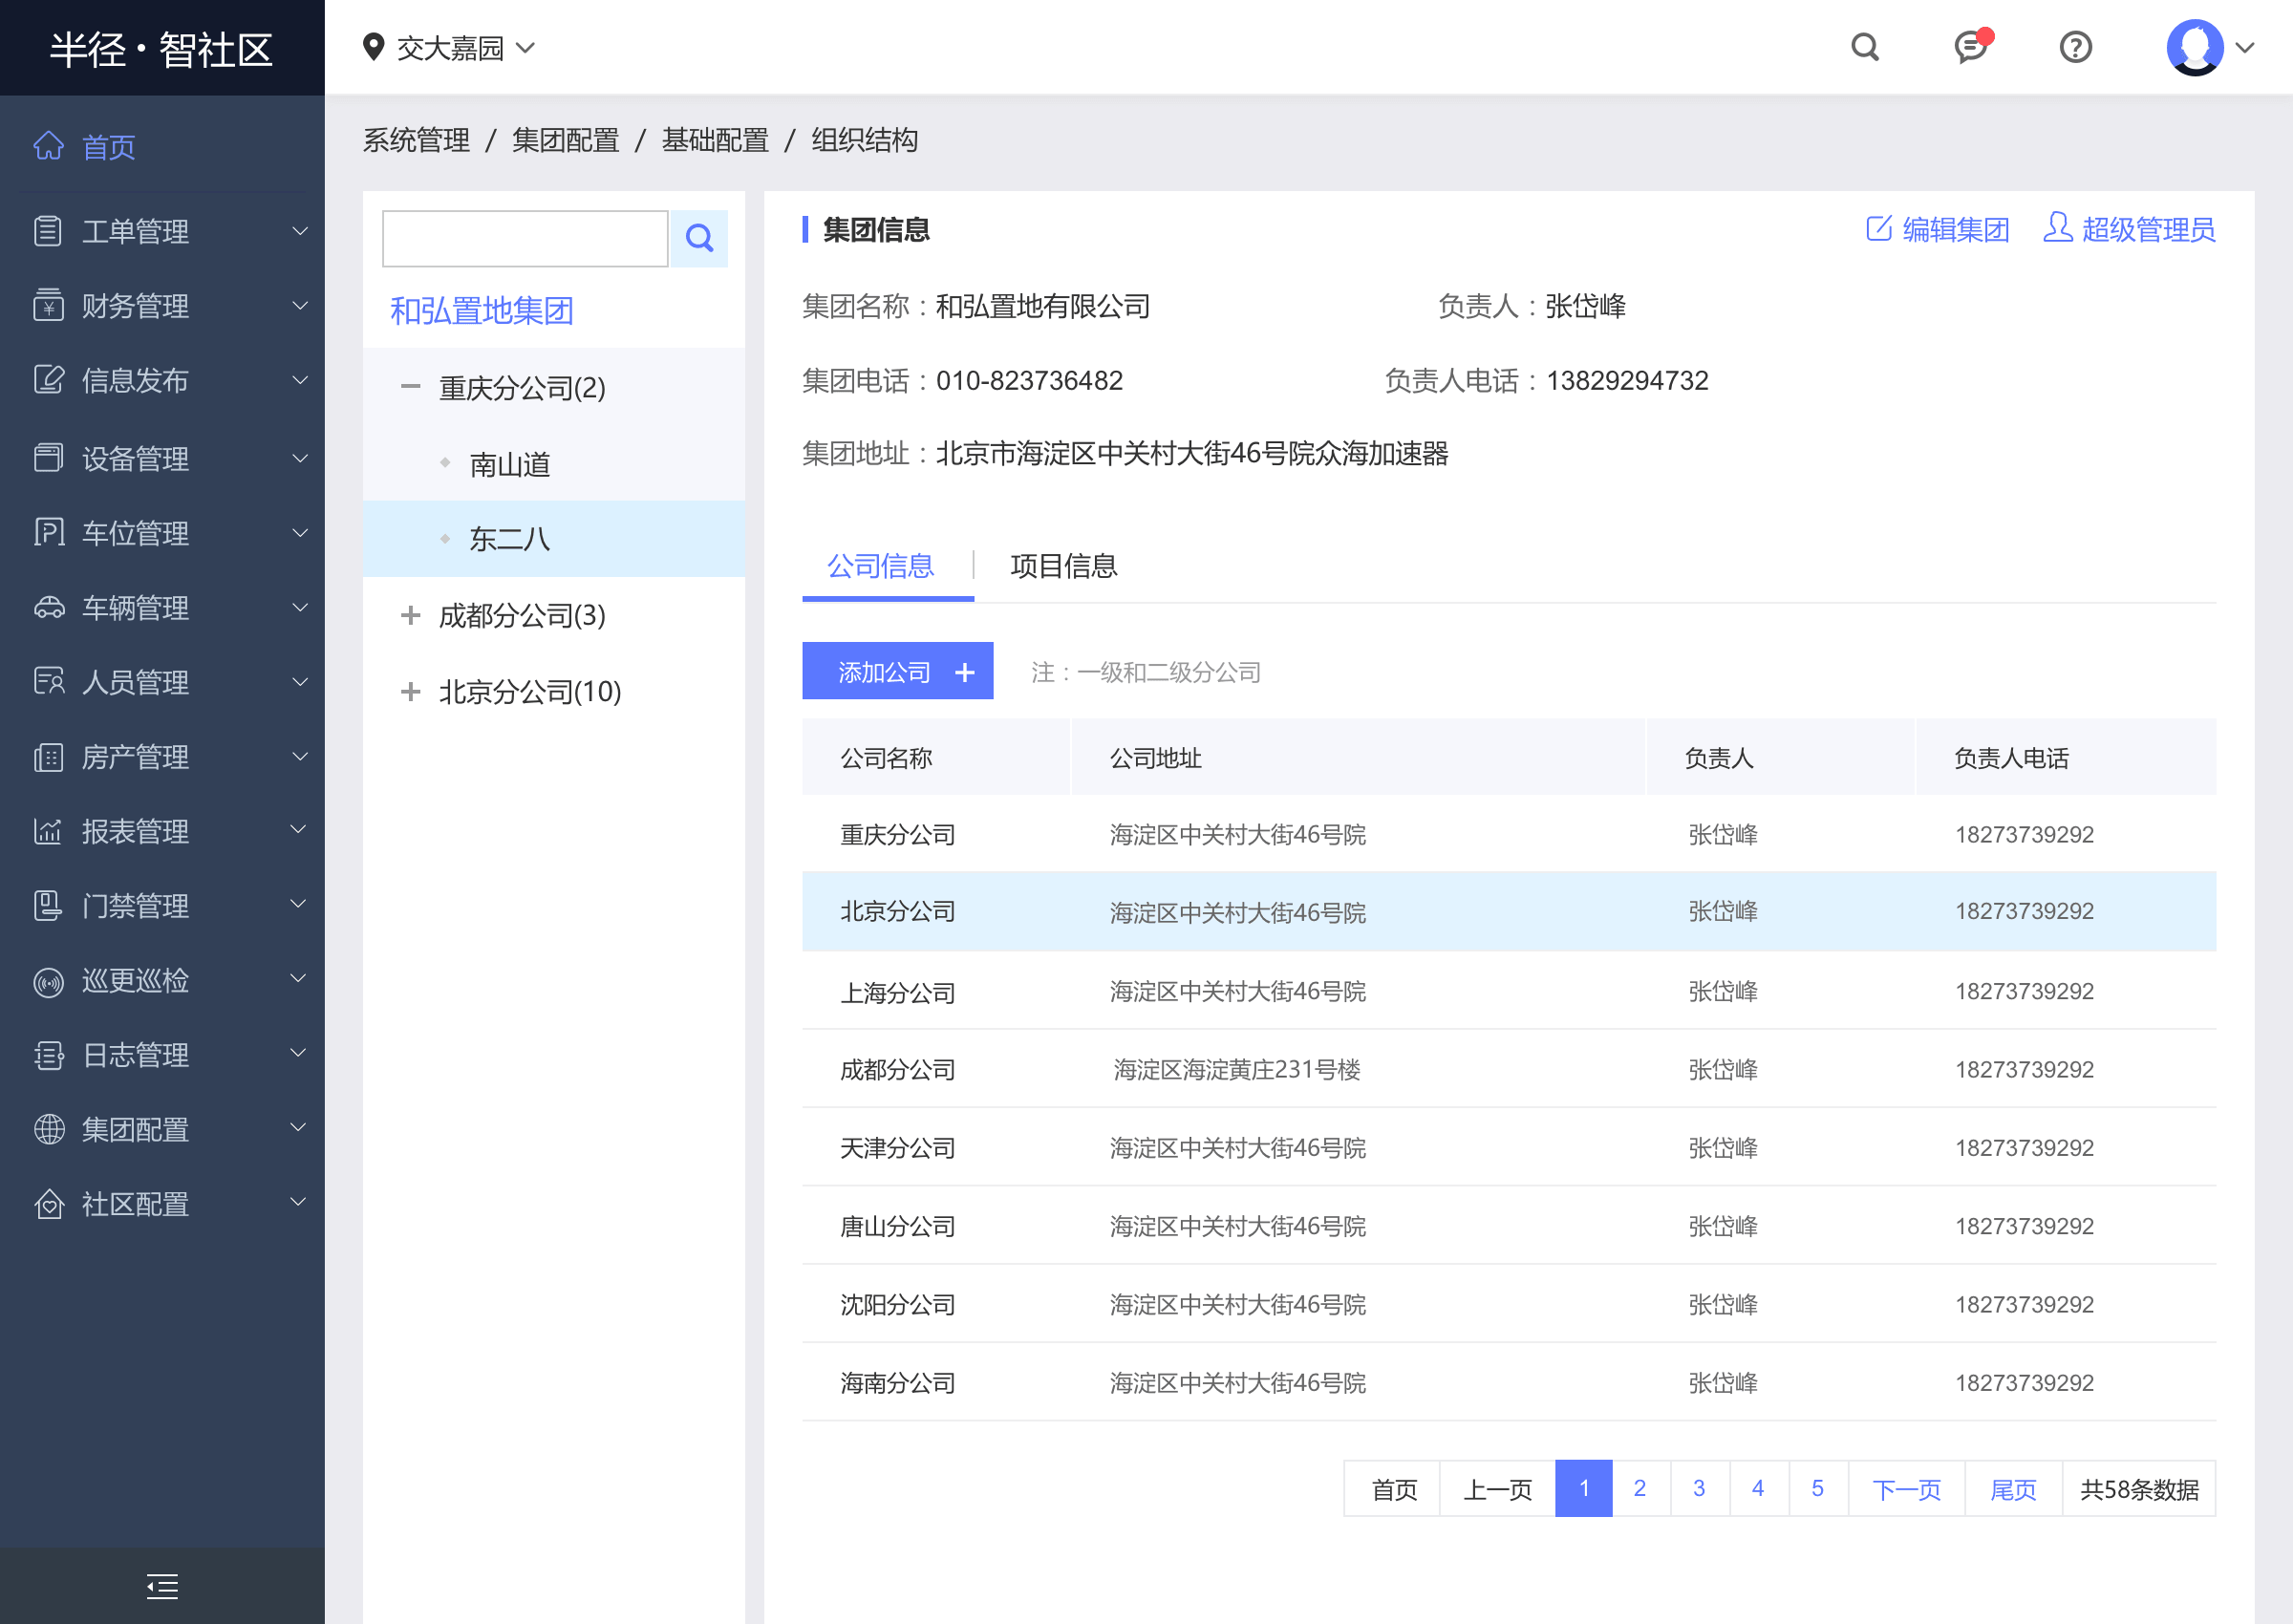 半径·智社区
交大嘉园
首页
工单管理
财务管理
信息发布
设备管理
车位管理
车辆管理
人员管理
房产管理
报表管理
门禁管理
巡更巡检
日志管理
集团配置
社区配置
系统管理 / 集团配置 / 基础配置 / 组织结构
和弘置地集团
重庆分公司(2)
南山道
东二八
成都分公司(3)
北京分公司(10)
集团信息 编辑集团 超级管理员
集团名称：和弘置地有限公司 负责人：张岱峰
集团电话：010-823736482 负责人电话：13829294732
集团地址：北京市海淀区中关村大街46号院众海加速器
公司信息 项目信息
添加公司 + 注：一级和二级分公司
公司名称 公司地址 负责人 负责人电话
重庆分公司 海淀区中关村大街46号院 张岱峰 18273739292
北京分公司 海淀区中关村大街46号院 张岱峰 18273739292
上海分公司 海淀区中关村大街46号院 张岱峰 18273739292
成都分公司 海淀区海淀黄庄231号楼 张岱峰 18273739292
天津分公司 海淀区中关村大街46号院 张岱峰 18273739292
唐山分公司 海淀区中关村大街46号院 张岱峰 18273739292
沈阳分公司 海淀区中关村大街46号院 张岱峰 18273739292
海南分公司 海淀区中关村大街46号院 张岱峰 18273739292
首页 上一页 1 2 3 4 5 下一页 尾页 共58条数据